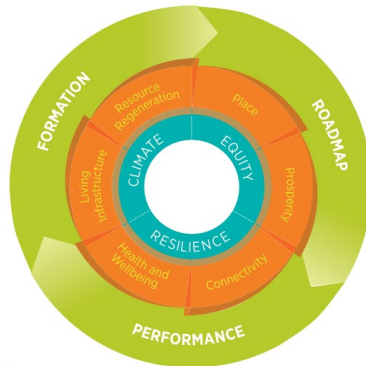 FORMATION
ROADMAP
PERFORMANCE
Resource
Regeneration
Place
Prosperity
Connectivity
Health and
Wellbeing
Living
Infrastructure
CLIMATE
EQUITY
RESILIENCE